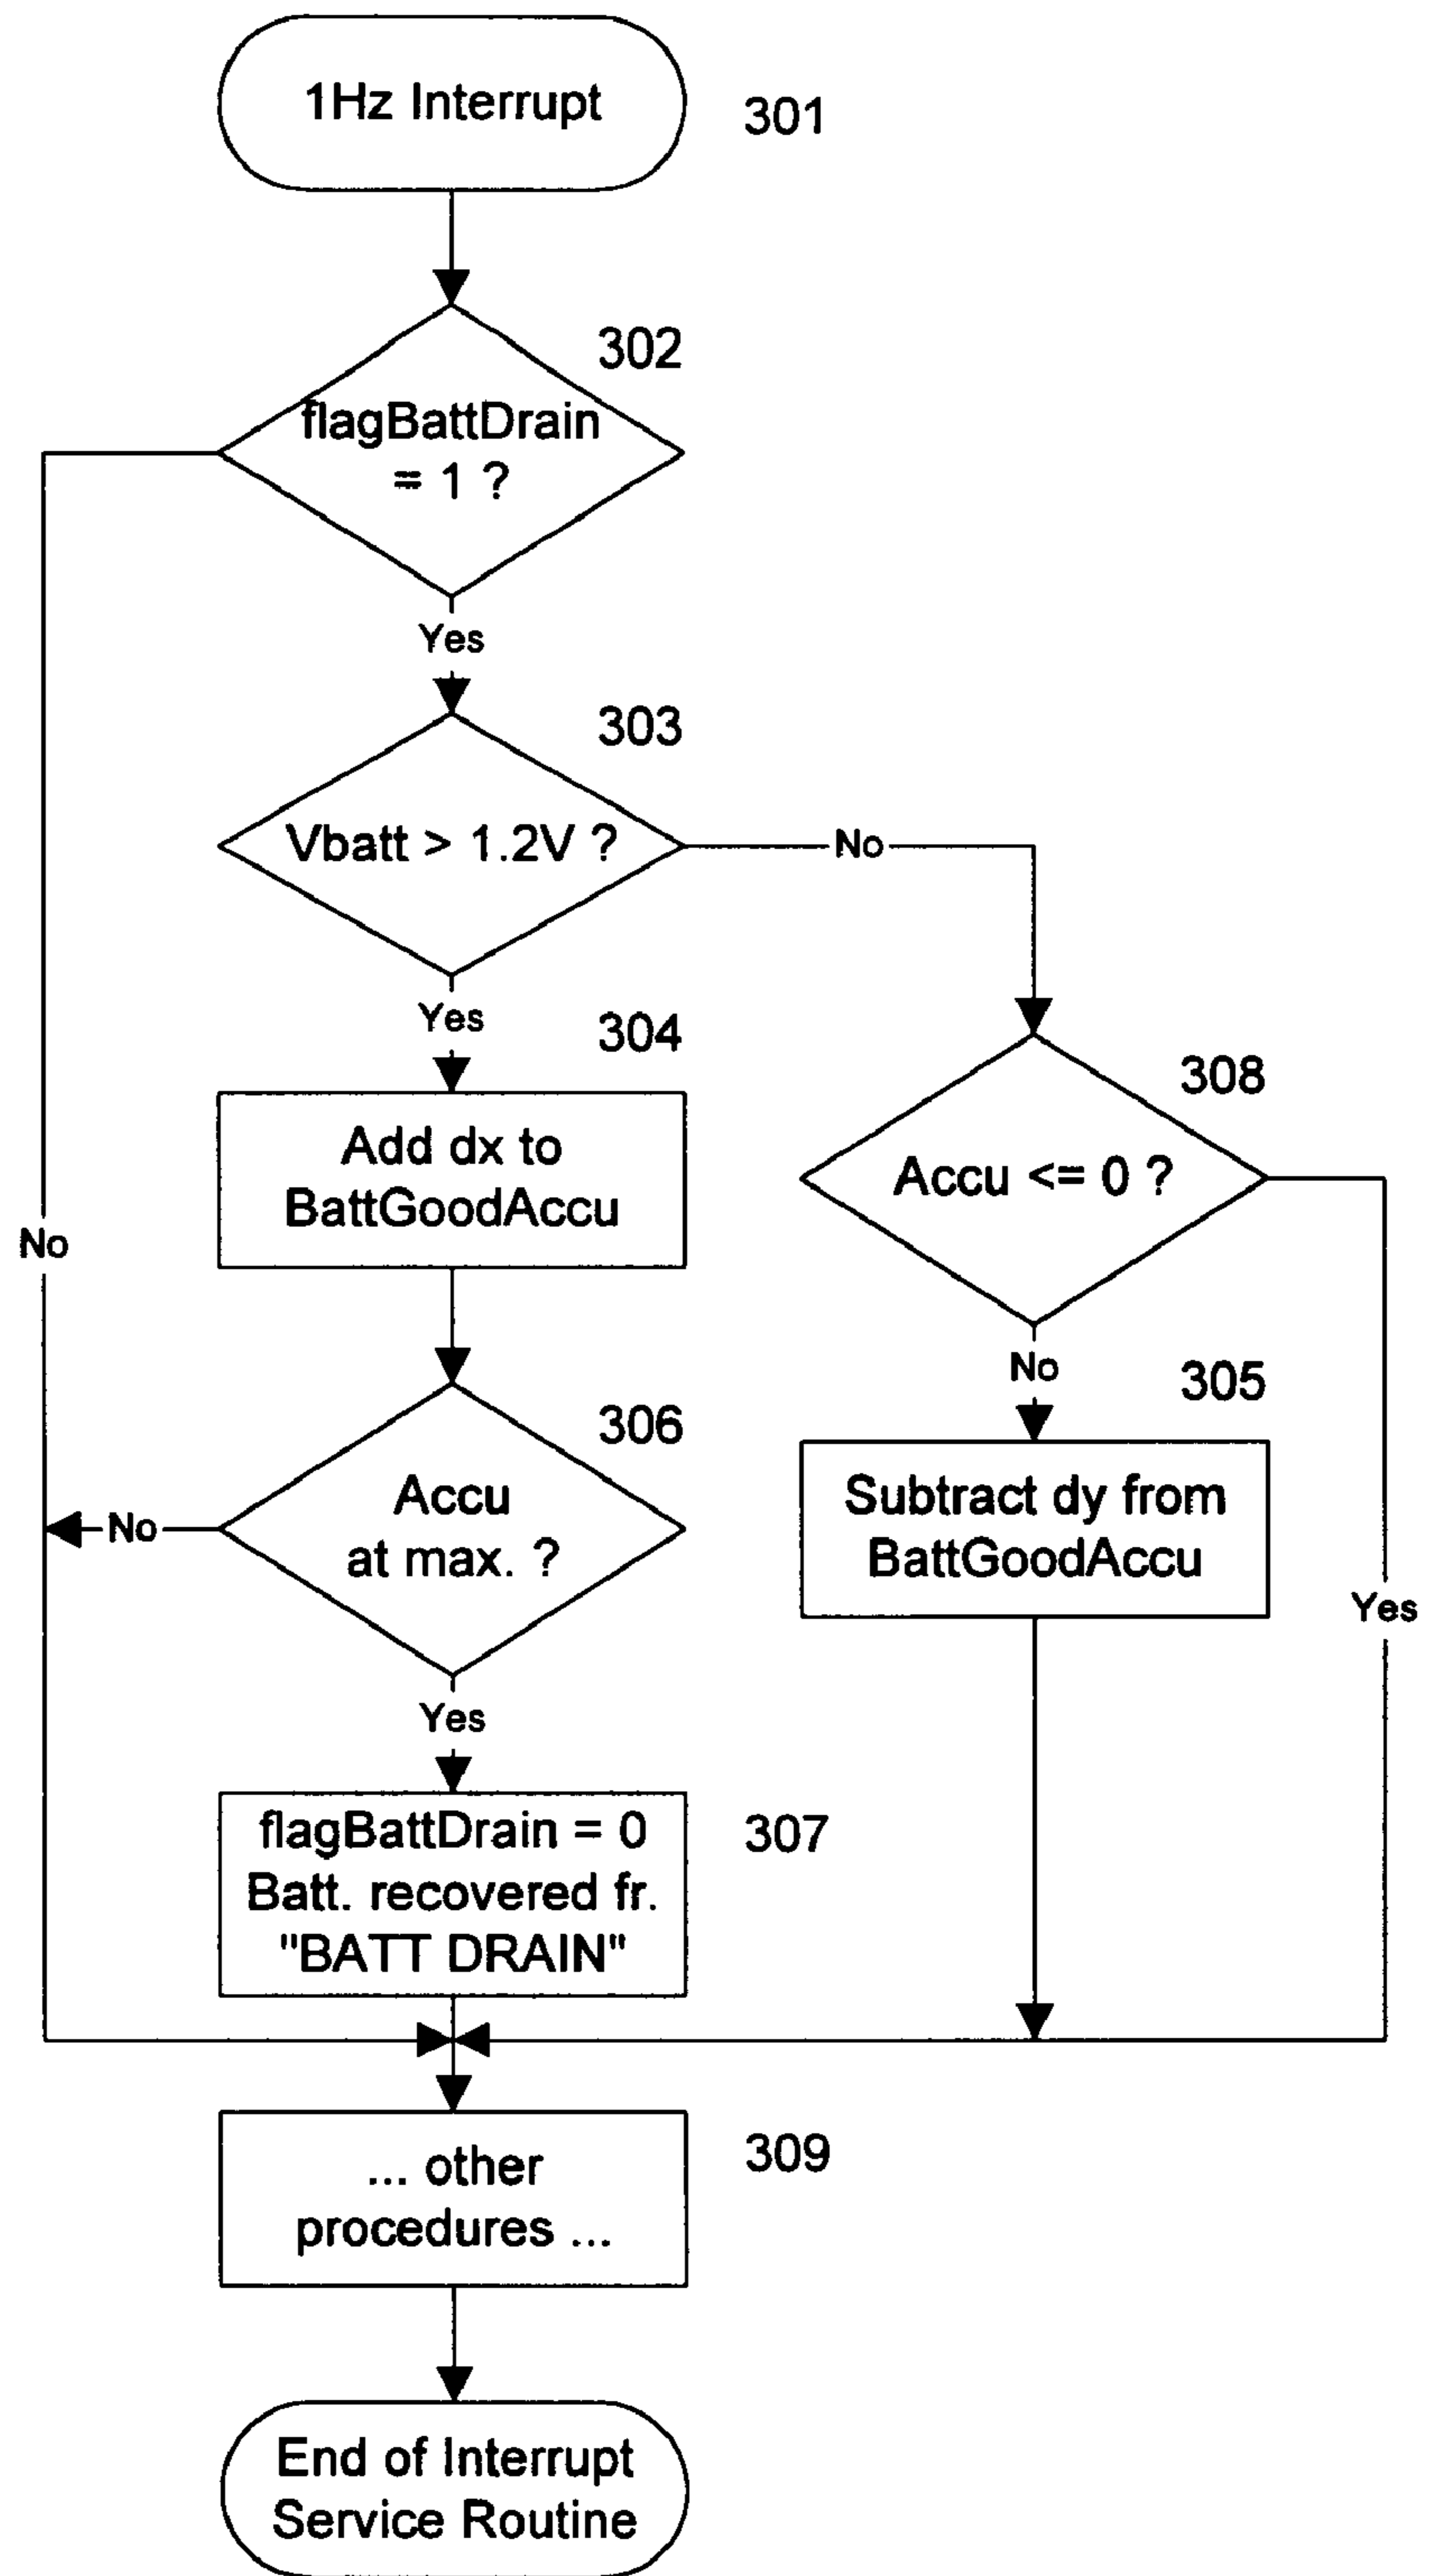 1Hz Interrupt
301
302
flagBattDrain
= 1 ?
Yes
303
Vbatt > 1.2V ?
No
Yes
304
Add dx to
BattGoodAccu
308
Accu <= 0 ?
No
No
305
306
Accu
at max. ?
No
Subtract dy from
BattGoodAccu
Yes
Yes
flagBattDrain = 0
Batt. recovered fr.
"BATT DRAIN"
307
... other
procedures ...
309
End of Interrupt
Service Routine